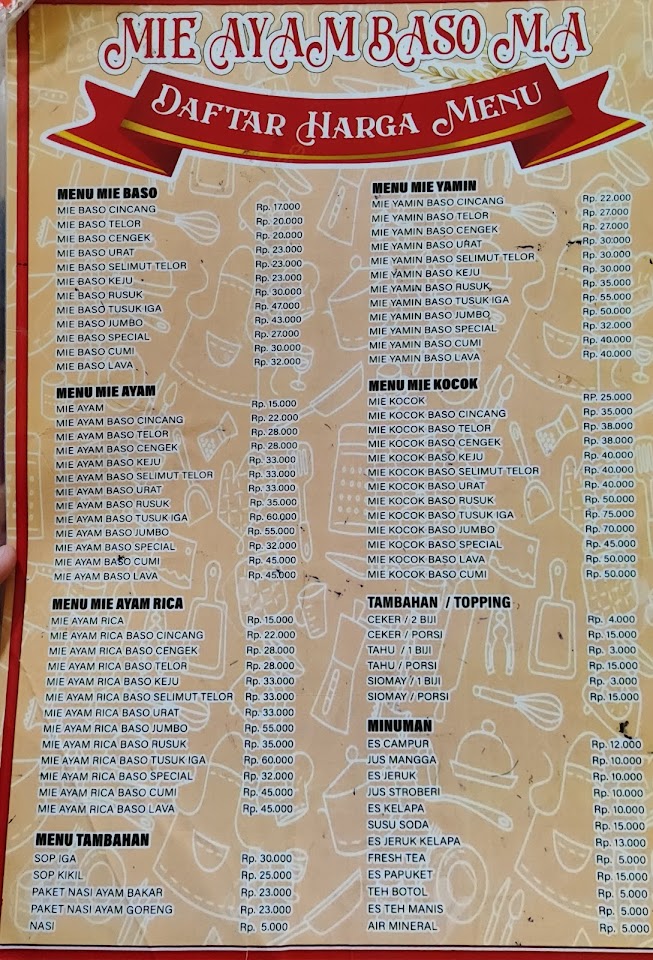 MIE AYAM BASO M.A
DAFTAR HARGA MENU
MENU MIE BASO
MIE BASO CINCANG Rp. 17.000
MIE BASO TELOR Rp. 20.000
MIE BASO CENGEK Rp. 20.000
MIE BASO URAT Rp. 23.000
MIE BASO SELIMUT TELOR Rp. 23.000
MIE BASO KEJU Rp. 23.000
MIE BASO RUSUK Rp. 30.000
MIE BASO TUSUK IGA Rp. 47.000
MIE BASO JUMBO Rp. 43.000
MIE BASO SPECIAL Rp. 27.000
MIE BASO CUMI Rp. 30.000
MIE BASO LAVA Rp. 32.000
MENU MIE AYAM
MIE AYAM Rp. 15.000
MIE AYAM BASO CINCANG Rp. 22.000
MIE AYAM BASO TELOR Rp. 28.000
MIE AYAM BASO CENGEK Rp. 28.000
MIE AYAM BASO KEJU Rp. 33.000
MIE AYAM BASO SELIMUT TELOR Rp. 33.000
MIE AYAM BASO URAT Rp. 33.000
MIE AYAM BASO RUSUK Rp. 35.000
MIE AYAM BASO TUSUK IGA Rp. 60.000
MIE AYAM BASO JUMBO Rp. 55.000
MIE AYAM BASO SPECIAL Rp. 32.000
MIE AYAM BASO CUMI Rp. 45.000
MIE AYAM BASO LAVA Rp. 45.000
MENU MIE AYAM RICA
MIE AYAM RICA Rp. 15.000
MIE AYAM RICA BASO CINCANG Rp. 22.000
MIE AYAM RICA BASO CENGEK Rp. 28.000
MIE AYAM RICA BASO TELOR Rp. 28.000
MIE AYAM RICA BASO KEJU Rp. 33.000
MIE AYAM RICA BASO SELIMUT TELOR Rp. 33.000
MIE AYAM RICA BASO URAT Rp. 33.000
MIE AYAM RICA BASO JUMBO Rp. 55.000
MIE AYAM RICA BASO RUSUK Rp. 35.000
MIE AYAM RICA BASO TUSUK IGA Rp. 60.000
MIE AYAM RICA BASO SPECIAL Rp. 32.000
MIE AYAM RICA BASO CUMI Rp. 45.000
MIE AYAM RICA BASO LAVA Rp. 45.000
MENU TAMBAHAN
SOP IGA Rp. 30.000
SOP KIKIL Rp. 25.000
PAKET NASI AYAM BAKAR Rp. 23.000
PAKET NASI AYAM GORENG Rp. 23.000
NASI Rp. 5.000
MENU MIE YAMIN
MIE YAMIN BASO CINCANG Rp. 22.000
MIE YAMIN BASO TELOR Rp. 27.000
MIE YAMIN BASO CENGEK Rp. 27.000
MIE YAMIN BASO URAT Rp. 30.000
MIE YAMIN BASO SELIMUT TELOR Rp. 30.000
MIE YAMIN BASO KEJU Rp. 30.000
MIE YAMIN BASO RUSUK Rp. 35.000
MIE YAMIN BASO TUSUK IGA Rp. 55.000
MIE YAMIN BASO JUMBO Rp. 50.000
MIE YAMIN BASO SPECIAL Rp. 32.000
MIE YAMIN BASO CUMI Rp. 40.000
MIE YAMIN BASO LAVA Rp. 40.000
MENU MIE KOCOK
MIE KOCOK RP. 25.000
MIE KOCOK BASO CINCANG Rp. 35.000
MIE KOCOK BASO TELOR Rp. 38.000
MIE KOCOK BASO CENGEK Rp. 38.000
MIE KOCOK BASO KEJU Rp. 40.000
MIE KOCOK BASO SELIMUT TELOR Rp. 40.000
MIE KOCOK BASO URAT Rp. 40.000
MIE KOCOK BASO RUSUK Rp. 50.000
MIE KOCOK BASO TUSUK IGA Rp. 75.000
MIE KOCOK BASO JUMBO Rp. 70.000
MIE KOCOK BASO SPECIAL Rp. 45.000
MIE KOCOK BASO LAVA Rp. 50.000
MIE KOCOK BASO CUMI Rp. 50.000
TAMBAHAN / TOPPING
CEKER / 2 BIJI Rp. 4.000
CEKER / PORSI Rp. 15.000
TAHU / 1 BIJI Rp. 3.000
TAHU / PORSI Rp. 15.000
SIOMAY / 1 BIJI Rp. 3.000
SIOMAY / PORSI Rp. 15.000
MINUMAN
ES CAMPUR Rp. 12.000
JUS MANGGA Rp. 10.000
ES JERUK Rp. 10.000
JUS STROBERI Rp. 10.000
ES KELAPA Rp. 10.000
SUSU SODA Rp. 15.000
ES JERUK KELAPA Rp. 13.000
FRESH TEA Rp. 5.000
ES PAPUKET Rp. 15.000
TEH BOTOL Rp. 5.000
ES TEH MANIS Rp. 5.000
AIR MINERAL Rp. 5.000